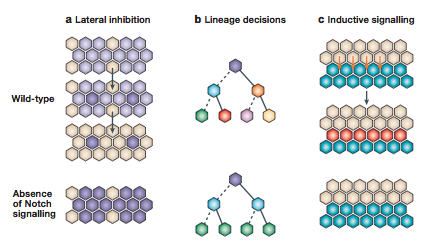 a Lateral inhibition
b Lineage decisions
c Inductive signalling
Wild-type
Absence
of Notch
signalling